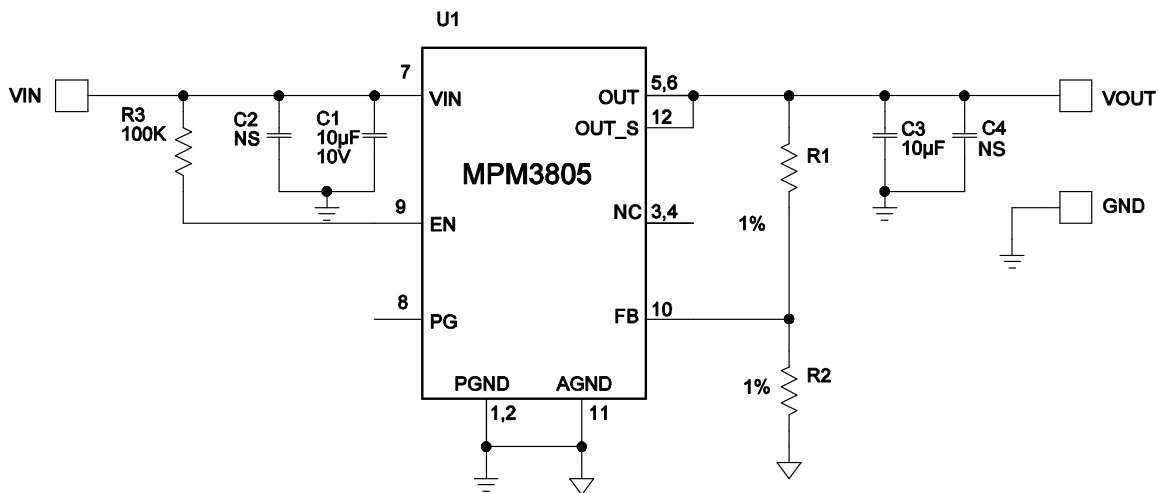 U1
7
5,6
VIN
VIN
OUT
VOUT
R3
100K
C2
NS
C1
10µF
10V
12
OUT_S
C3
10µF
C4
NS
MPM3805
R1
9
EN
NC
3,4
1%
GND
8
PG
FB
10
PGND
AGND
1%
R2
1,2
11